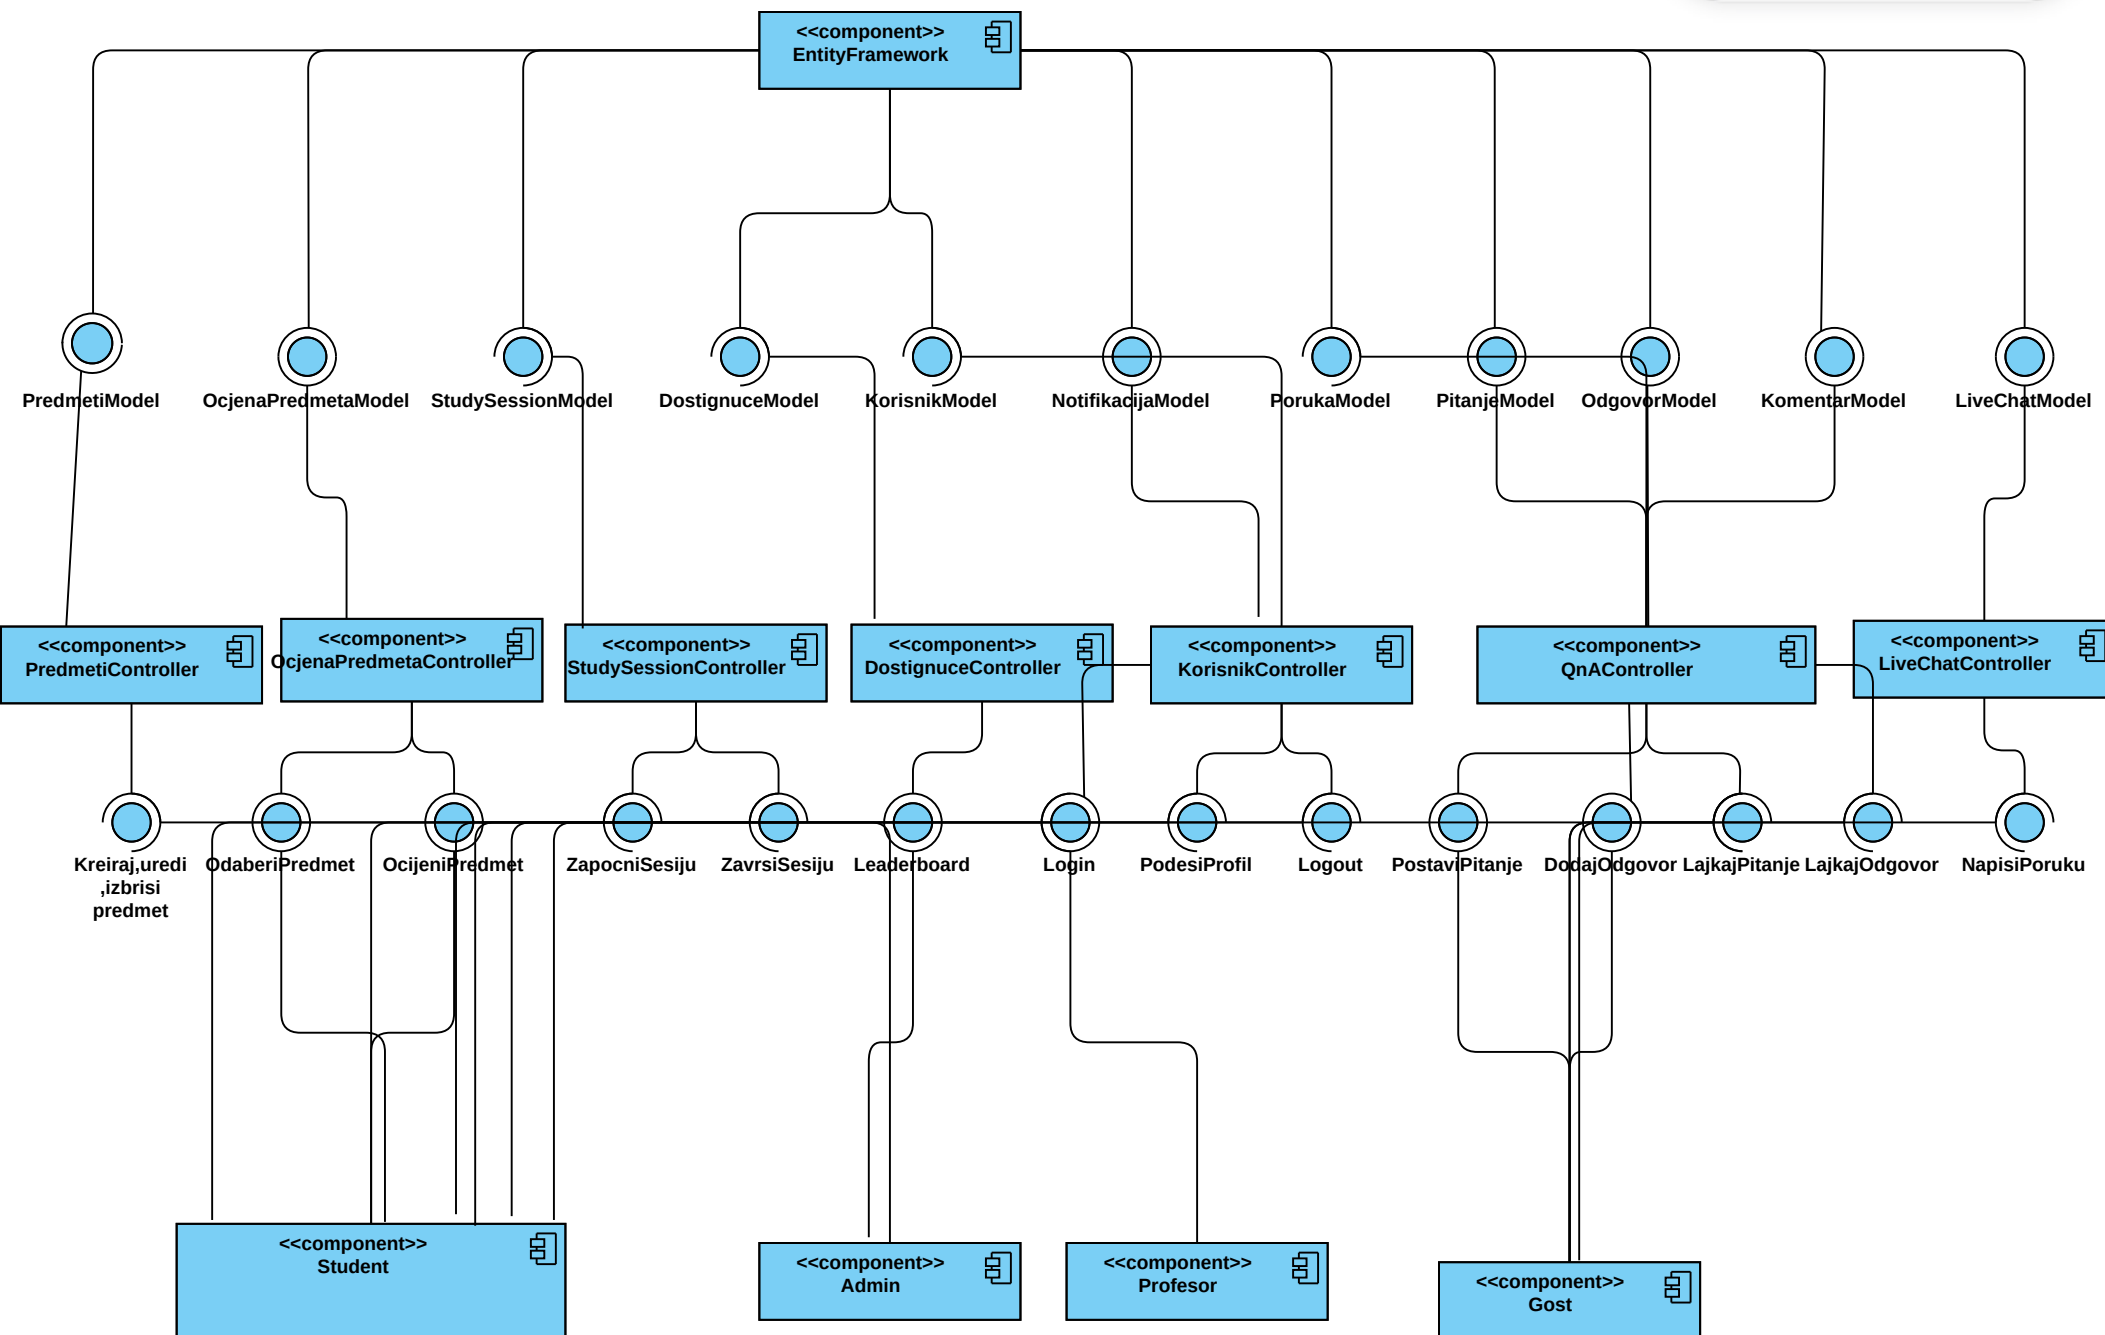 <<component>>
EntityFramework
PredmetiModel
OcjenaPredmetaModel
StudySessionModel
DostignuceModel
KorisnikModel
NotifikacijaModel
PorukaModel
PitanjeModel
OdgovorModel
KomentarModel
LiveChatModel
<<component>>
PredmetiController
<<component>>
OcjenaPredmetaController
<<component>>
StudySessionController
<<component>>
DostignuceController
<<component>>
KorisnikController
<<component>>
QnAController
<<component>>
LiveChatController
Kreiraj,uredi
,izbrisi
predmet
OdaberiPredmet
OcijeniPredmet
ZapocniSesiju
ZavrsiSesiju
Leaderboard
Login
PodesiProfil
Logout
PostaviPitanje
DodajOdgovor
LajkajPitanje
LajkajOdgovor
NapisiPoruku
<<component>>
Student
<<component>>
Admin
<<component>>
Profesor
<<component>>
Gost